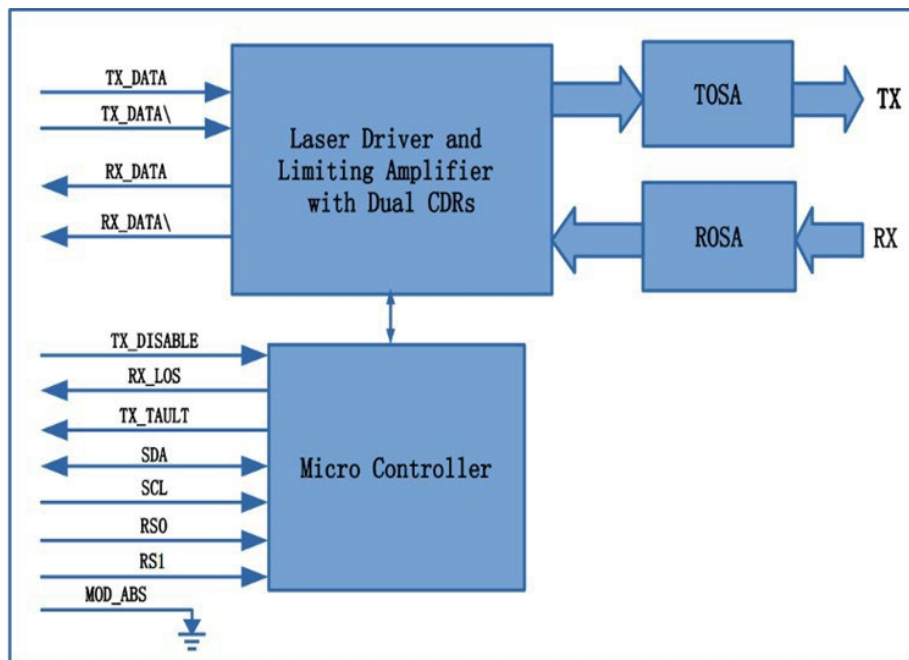 TX_DATA
TX_DATA\
RX_DATA
RX_DATA\
Laser Driver and
Limiting Amplifier
with Dual CDRs
TOSA
TX
ROSA
RX
TX_DISABLE
RX_LOS
TX_TAULT
SDA
SCL
RS0
RS1
MOD_ABS
Micro Controller